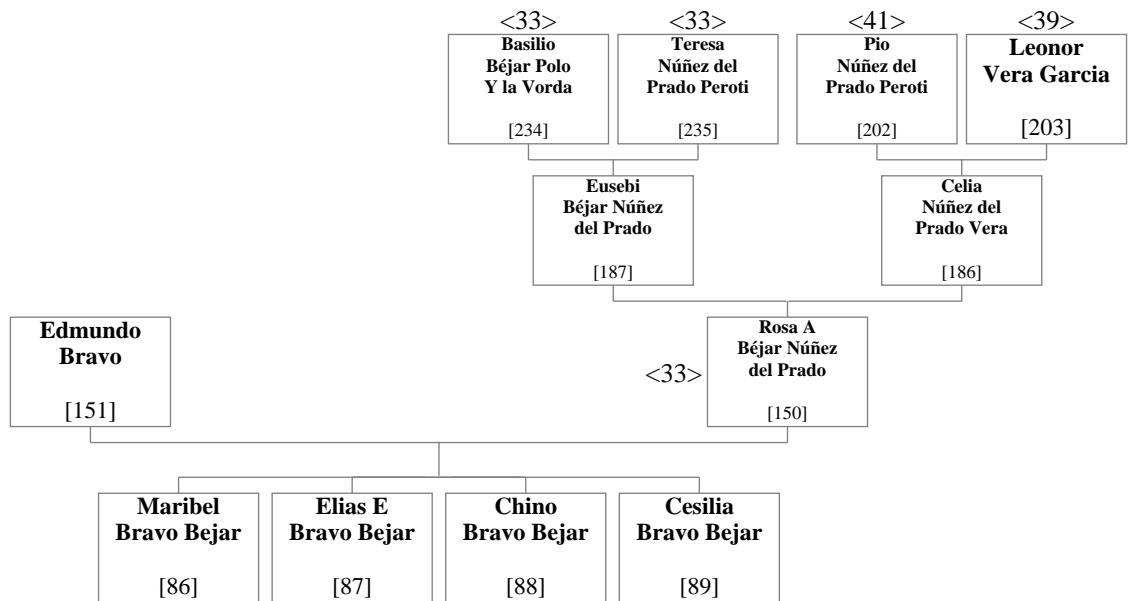 <33>
<33>
<41>
<39>
Basilio
Béjar Polo
Y la Vorda
[234]
Teresa
Núñez del
Prado Peroti
[235]
Pio
Núñez del
Prado Peroti
[202]
Leonor
Vera Garcia
[203]
Eusebi
Béjar Núñez
del Prado
[187]
Celia
Núñez del
Prado Vera
[186]
Edmundo
Bravo
[151]
<33>
Rosa A
Béjar Núñez
del Prado
[150]
Maribel
Bravo Bejar
[86]
Elias E
Bravo Bejar
[87]
Chino
Bravo Bejar
[88]
Cesilia
Bravo Bejar
[89]